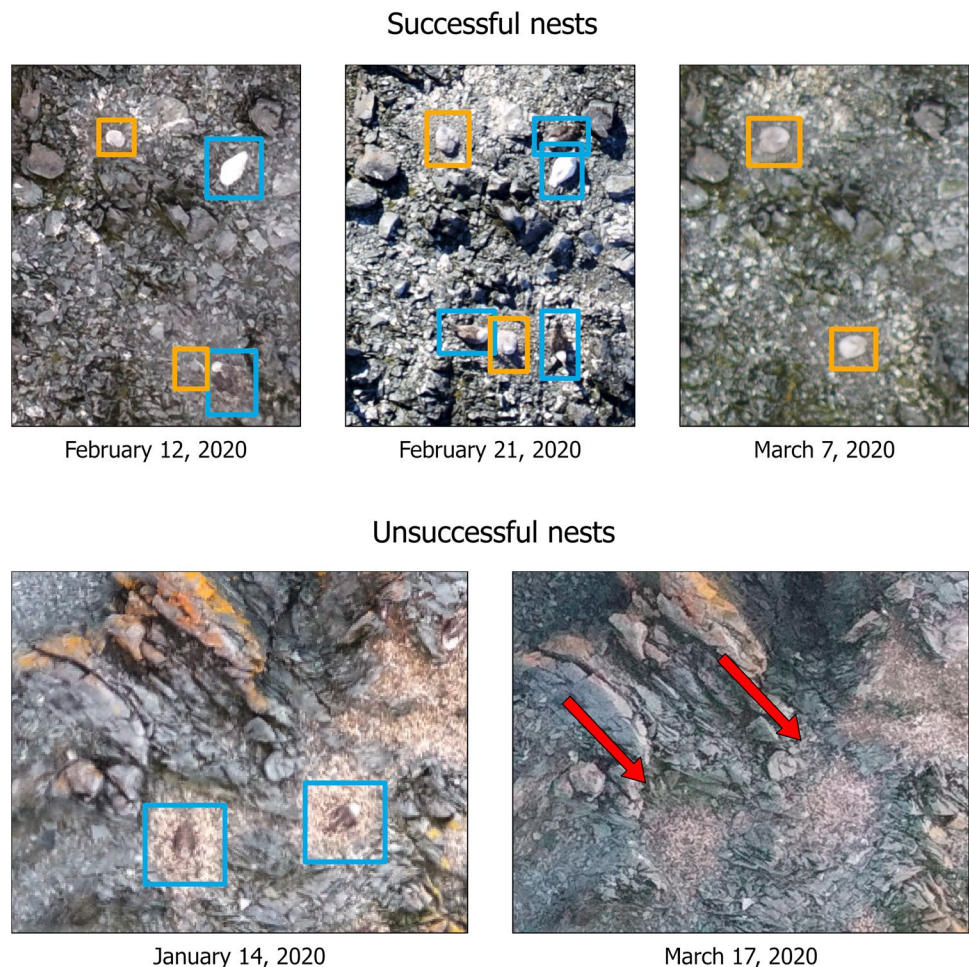 Successful nests
February 12, 2020
February 21, 2020
March 7, 2020
Unsuccessful nests
January 14, 2020
March 17, 2020